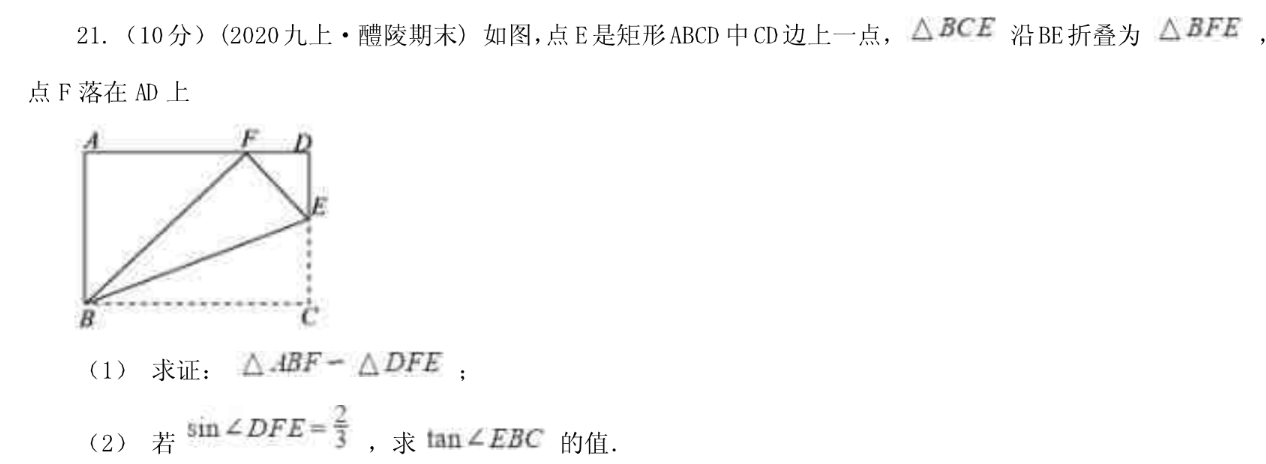 21.（10分）(2020九上·醴陵期末) 如图,点E是矩形ABCD中CD边上一点， △BCE 沿BE折叠为 △BFE ，
点 F 落在 AD 上
A F D
E
B C
（1） 求证： △ABF∽△DFE ；
（2） 若 sin∠DFE=2/3 ，求 tan∠EBC 的值.